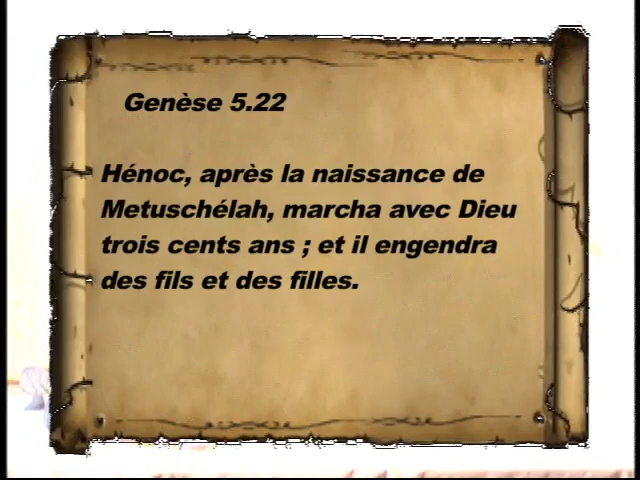 Genèse 5.22
Hénoc, après la naissance de
Metuschélah, marcha avec Dieu
trois cents ans ; et il engendra
des fils et des filles.